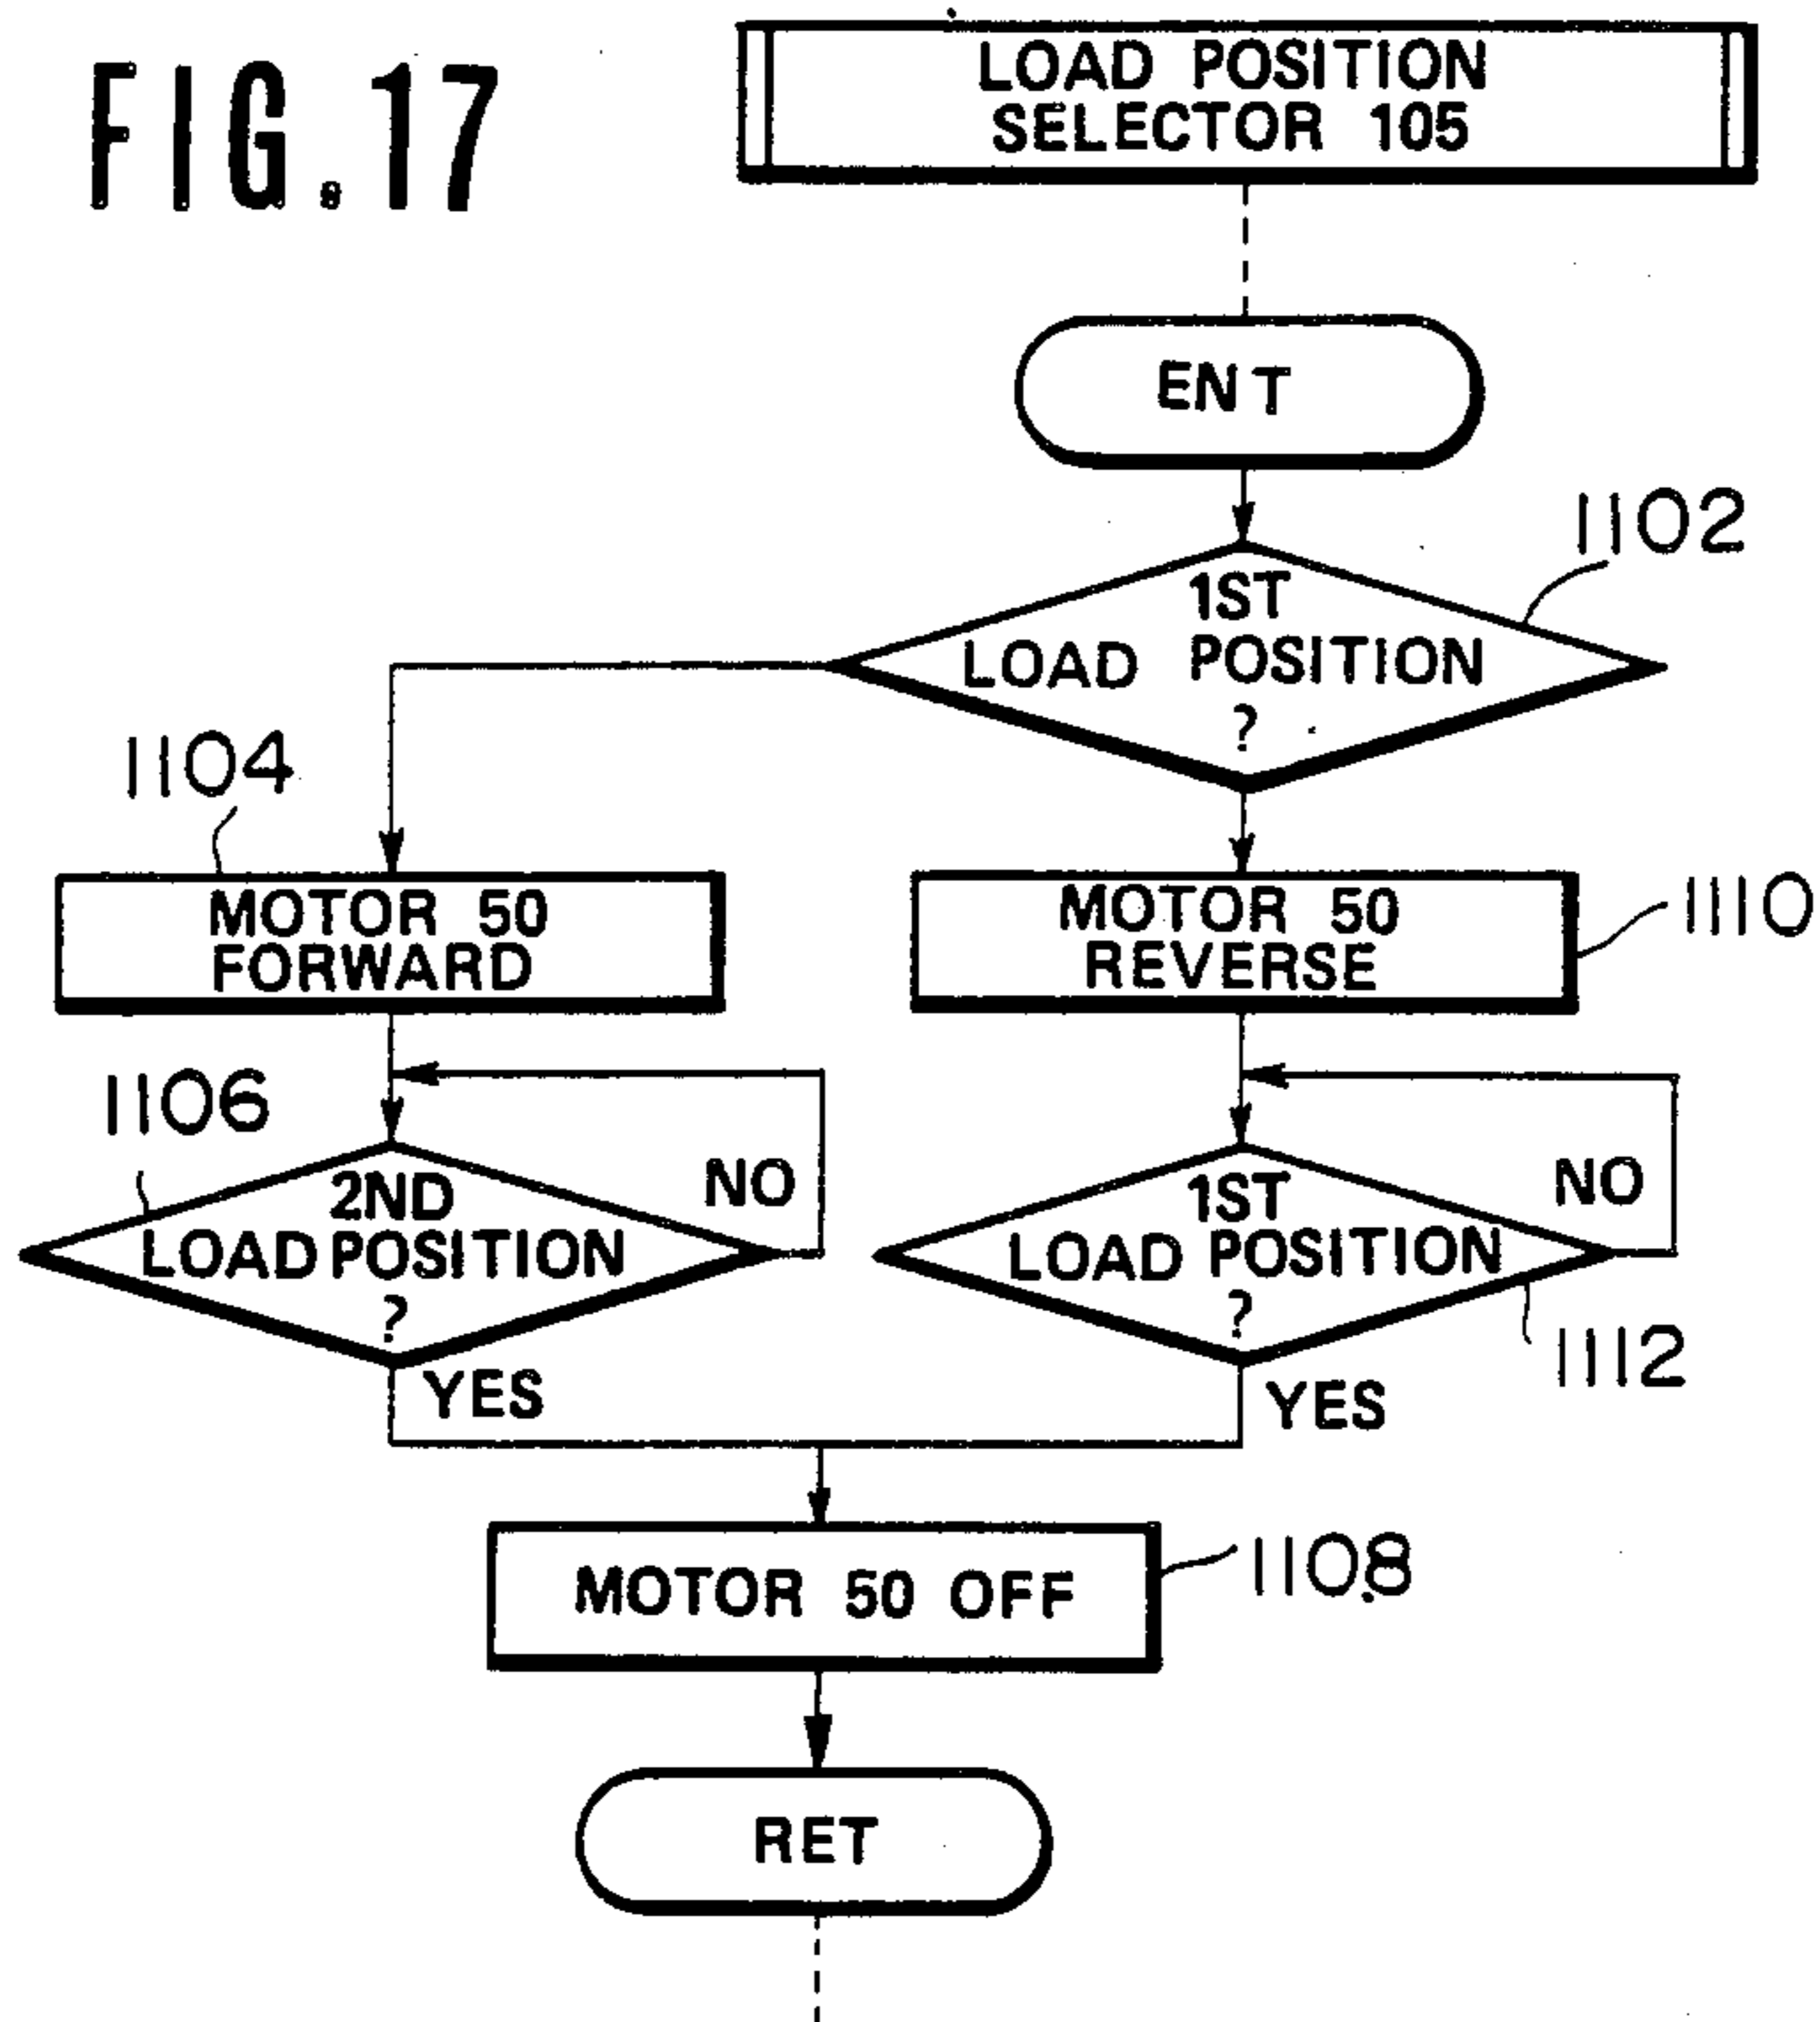 FIG.17
LOAD POSITION
SELECTOR 105
ENT
1102
1ST
LOAD POSITION
?
1104
MOTOR 50
FORWARD
MOTOR 50
REVERSE
1110
1106
2ND
LOAD POSITION
?
NO
YES
1ST
LOAD POSITION
?
NO
1112
YES
MOTOR 50 OFF
1108
RET